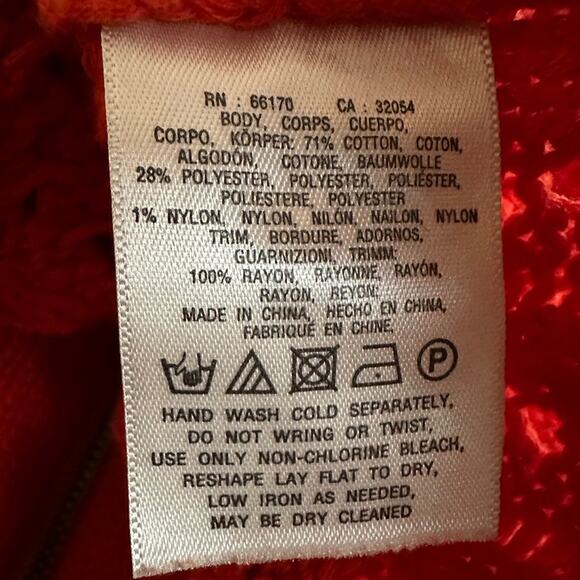 RN : 66170 CA : 32054
BODY, CORPS, CUERPO,
CORPO, KÖRPER: 71% COTTON, COTON,
ALGODÓN, COTONE, BAUMWOLLE
28% POLYESTER, POLYESTER, POLIÉSTER,
POLIESTERE, POLYESTER
1% NYLON, NYLON, NILÓN, NAILON, NYLON
TRIM, BORDURE, ADORNOS,
GUARNIZIONI, TRIMM:
100% RAYON, RAYONNE, RAYÓN,
RAYON, REYON;
MADE IN CHINA, HECHO EN CHINA,
FABRIQUÉ EN CHINE,
P
HAND WASH COLD SEPARATELY,
DO NOT WRING OR TWIST,
USE ONLY NON-CHLORINE BLEACH,
RESHAPE LAY FLAT TO DRY,
LOW IRON AS NEEDED,
MAY BE DRY CLEANED